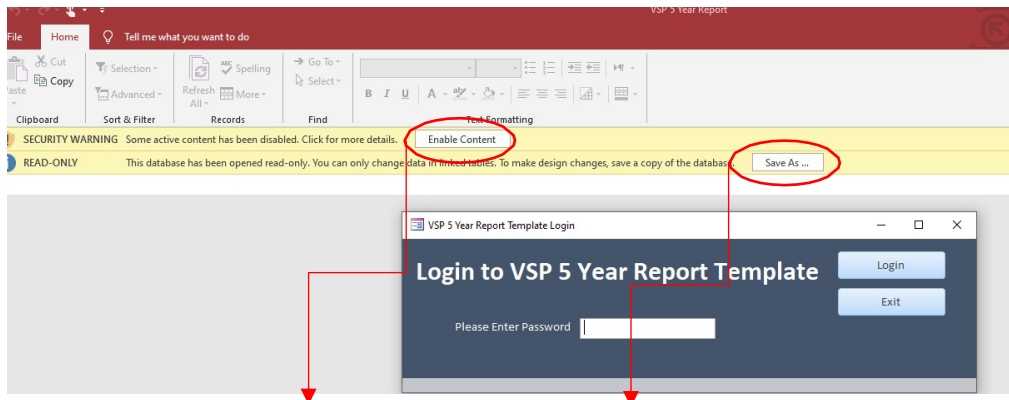 VSP 5 Year Report
File Home Tell me what you want to do
Cut
Copy
Paste
Selection
Advanced
Refresh All
Spelling
More
Go To
Select
B I U A
Clipboard Sort & Filter Records Find Text Formatting
SECURITY WARNING Some active content has been disabled. Click for more details. Enable Content
READ-ONLY This database has been opened read-only. You can only change data in linked tables. To make design changes, save a copy of the database. Save As ...
VSP 5 Year Report Template Login
Login to VSP 5 Year Report Template
Login
Exit
Please Enter Password